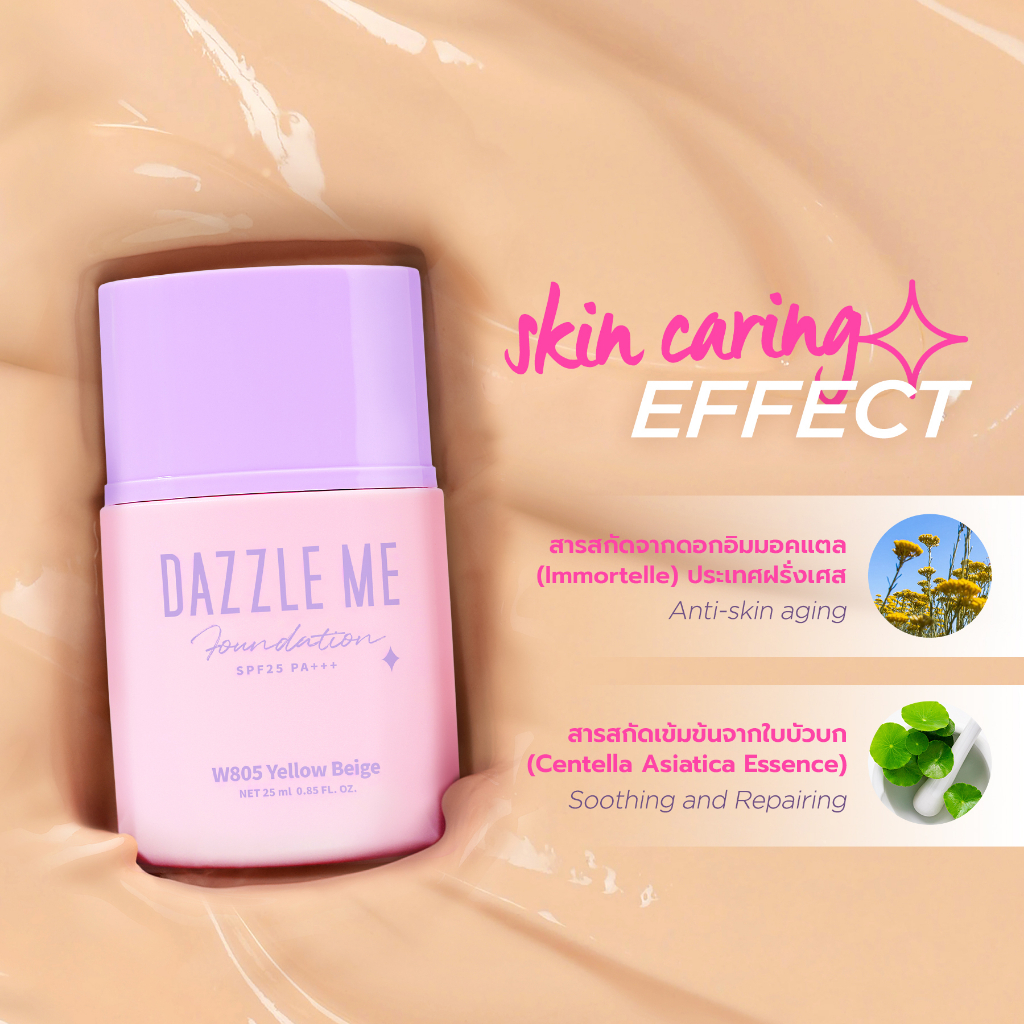 DAZZLE ME
Foundation
SPF25 PA+++
W805 Yellow Beige
NET 25 ml 0.85 FL. OZ.
skin caring
EFFECT
สารสกัดจากดอกอิมมอคแตล
(Immortelle) ประเทศฝรั่งเศส
Anti-skin aging
สารสกัดเข้มข้นจากใบบัวบก
(Centella Asiatica Essence)
Soothing and Repairing